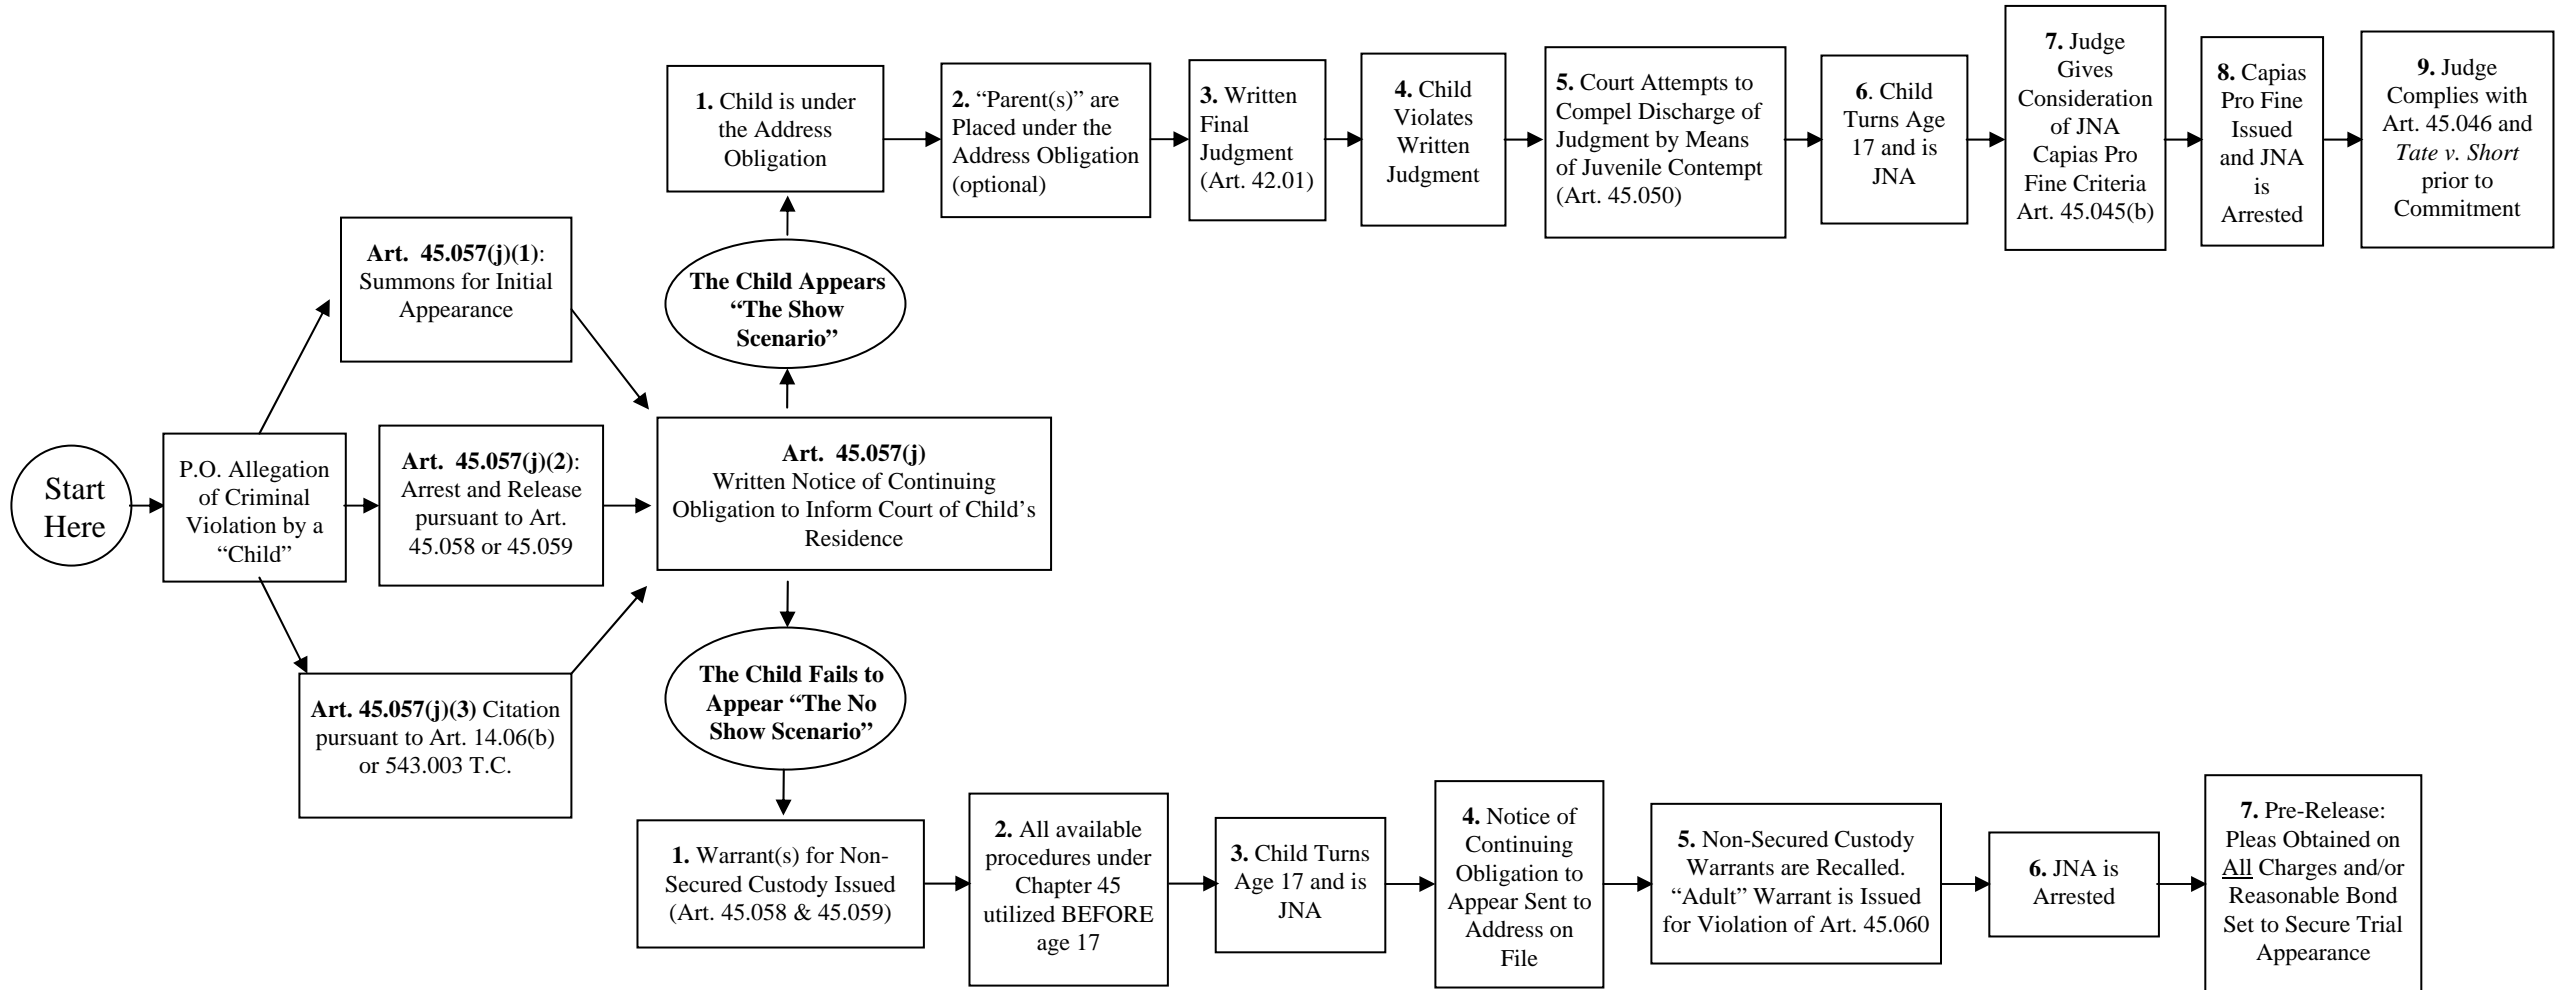 Start
Here
P.O. Allegation
of Criminal
Violation by a
“Child”
Art. 45.057(j)(1):
Summons for Initial
Appearance
Art. 45.057(j)(2):
Arrest and Release
pursuant to Art.
45.058 or 45.059
Art. 45.057(j)(3) Citation
pursuant to Art. 14.06(b)
or 543.003 T.C.
Art. 45.057(j)
Written Notice of Continuing
Obligation to Inform Court of Child’s
Residence
The Child Appears
“The Show
Scenario”
1. Child is under
the Address
Obligation
2. “Parent(s)” are
Placed under the
Address Obligation
(optional)
3. Written
Final
Judgment
(Art. 42.01)
4. Child
Violates
Written
Judgment
5. Court Attempts to
Compel Discharge of
Judgment by Means
of Juvenile Contempt
(Art. 45.050)
6. Child
Turns Age
17 and is
JNA
7. Judge
Gives
Consideration
of JNA
Capias Pro
Fine Criteria
Art. 45.045(b)
8. Capias
Pro Fine
Issued
and JNA
is
Arrested
9. Judge
Complies with
Art. 45.046 and
Tate v. Short
prior to
Commitment
The Child Fails to
Appear “The No
Show Scenario”
1. Warrant(s) for Non-
Secured Custody Issued
(Art. 45.058 & 45.059)
2. All available
procedures under
Chapter 45
utilized BEFORE
age 17
3. Child Turns
Age 17 and is
JNA
4. Notice of
Continuing
Obligation to
Appear Sent to
Address on
File
5. Non-Secured Custody
Warrants are Recalled.
“Adult” Warrant is Issued
for Violation of Art. 45.060
6. JNA is
Arrested
7. Pre-Release:
Pleas Obtained on
All Charges and/or
Reasonable Bond
Set to Secure Trial
Appearance